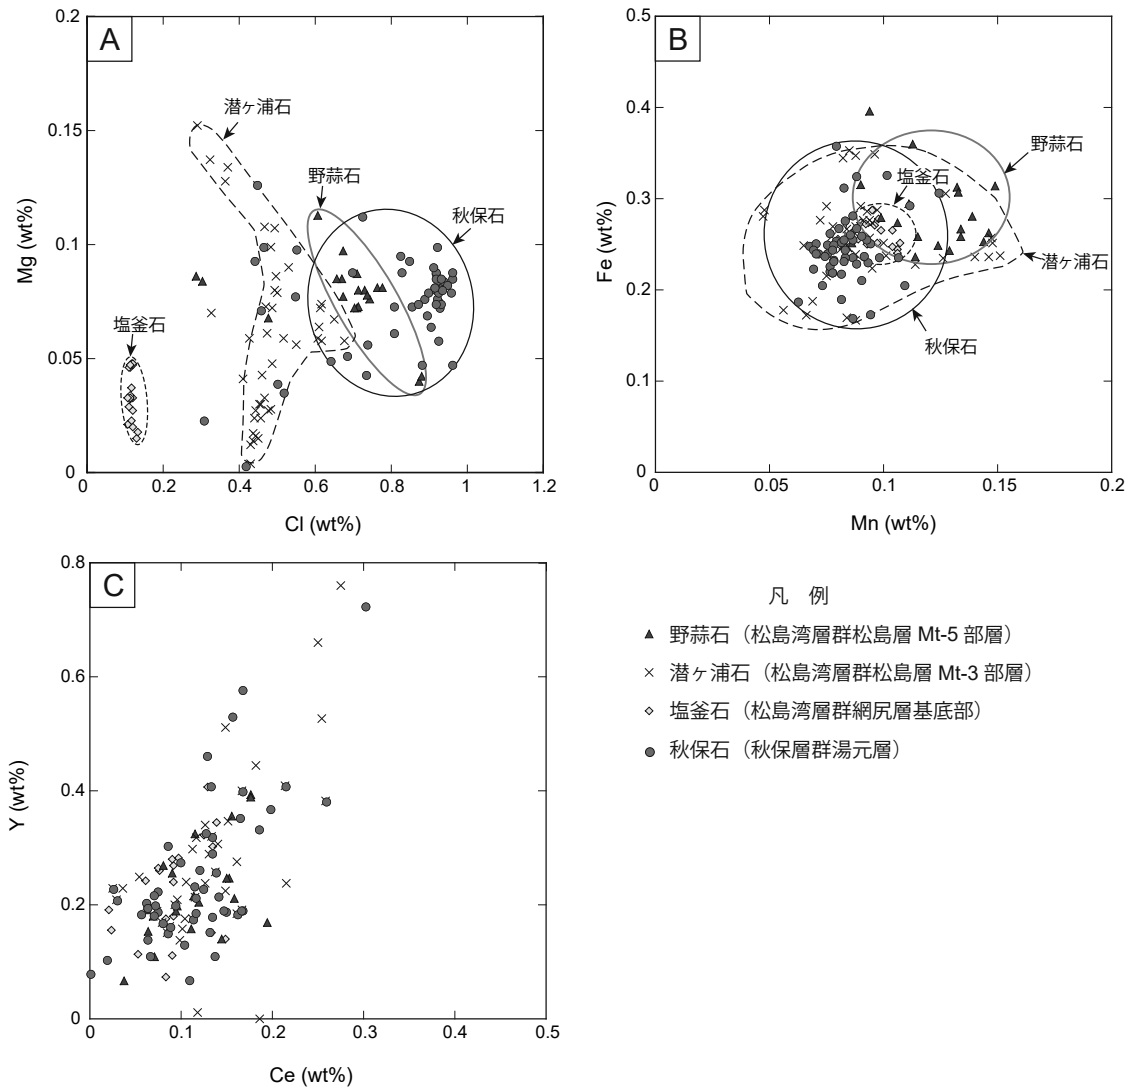 A
0.2
0.15
0.1
0.05
0
Mg (wt%)
潜ヶ浦石
野蒜石
秋保石
塩釜石
0 0.2 0.4 0.6 0.8 1 1.2
Cl (wt%)
B
0.5
0.4
0.3
0.2
0.1
0
Fe (wt%)
野蒜石
塩釜石
潜ヶ浦石
秋保石
0 0.05 0.1 0.15 0.2
Mn (wt%)
C
0.8
0.6
0.4
0.2
0
Y (wt%)
0 0.1 0.2 0.3 0.4 0.5
Ce (wt%)
凡 例
野蒜石（松島湾層群松島層 Mt-5 部層）
潜ヶ浦石（松島湾層群松島層 Mt-3 部層）
塩釜石（松島湾層群網尻層基底部）
秋保石（秋保層群湯元層）